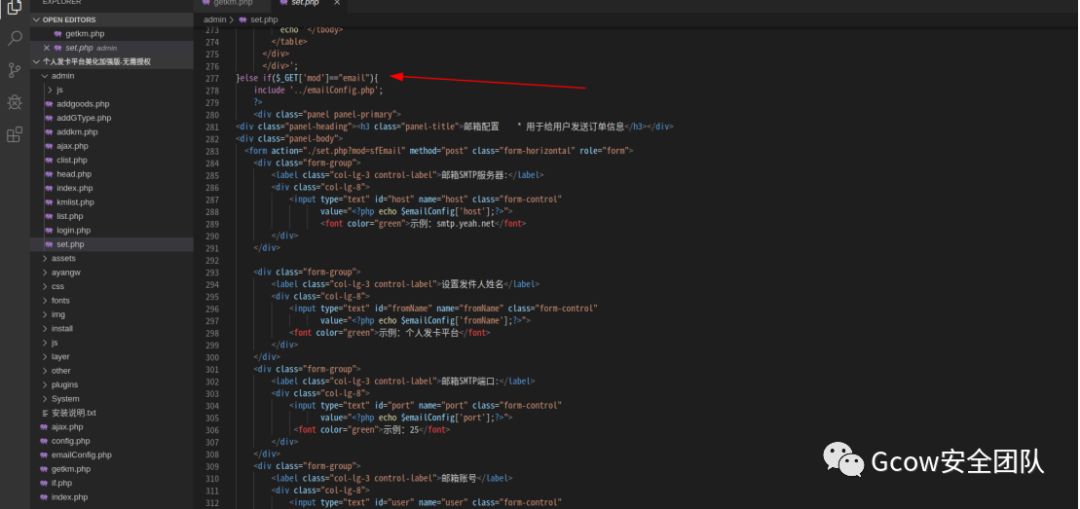 EXPLORER
OPEN EDITORS
getkm.php
set.php admin
个人发卡平台美化加强版-无需授权
admin
js
addgoods.php
addGType.php
addkm.php
ajax.php
clist.php
head.php
index.php
kmlist.php
list.php
login.php
set.php
assets
ayangw
css
fonts
img
install
js
layer
other
plugins
System
安装说明.txt
ajax.php
config.php
emailConfig.php
getkm.php
if.php
index.php
getkm.php
set.php
admin > set.php
273 echo '</tbody>
274 </table>
275 </div>
276 </div>';
277 }else if($_GET['mod']=="email"){
278 include '../emailConfig.php';
279 ?>
280 <div class="panel panel-primary">
281 <div class="panel-heading"><h3 class="panel-title">邮箱配置 * 用于给用户发送订单信息</h3></div>
282 <div class="panel-body">
283 <form action="./set.php?mod=sfEmail" method="post" class="form-horizontal" role="form">
284 <div class="form-group">
285 <label class="col-lg-3 control-label">邮箱SMTP服务器:</label>
286 <div class="col-lg-8">
287 <input type="text" id="host" name="host" class="form-control"
288 value="<?php echo $emailConfig['host'];?>">
289 <font color="green">示例：smtp.yeah.net</font>
290 </div>
291 </div>
292
293 <div class="form-group">
294 <label class="col-lg-3 control-label">设置发件人姓名</label>
295 <div class="col-lg-8">
296 <input type="text" id="fromName" name="fromName" class="form-control"
297 value="<?php echo $emailConfig['fromName'];?>">
298 <font color="green">示例：个人发卡平台</font>
299 </div>
300 </div>
301 <div class="form-group">
302 <label class="col-lg-3 control-label">邮箱SMTP端口:</label>
303 <div class="col-lg-8">
304 <input type="text" id="port" name="port" class="form-control"
305 value="<?php echo $emailConfig['port'];?>">
306 <font color="green">示例：25</font>
307 </div>
308 </div>
309 <div class="form-group">
310 <label class="col-lg-3 control-label">邮箱账号</label>
311 <div class="col-lg-8">
312 <input type="text" id="user" name="user" class="form-control"
Gcow安全团队